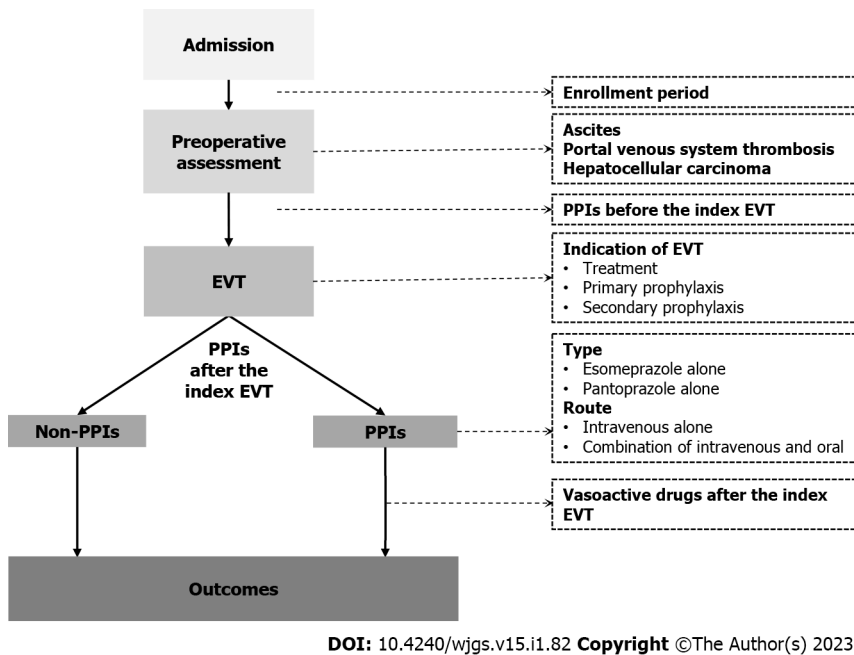 Admission
Enrollment period
Preoperative
assessment
Ascites
Portal venous system thrombosis
Hepatocellular carcinoma
PPIs before the index EVT
EVT
Indication of EVT
• Treatment
• Primary prophylaxis
• Secondary prophylaxis
PPIs
after the
index EVT
Type
• Esomeprazole alone
• Pantoprazole alone
Route
• Intravenous alone
• Combination of intravenous and oral
Non-PPIs
PPIs
Vasoactive drugs after the index
EVT
Outcomes
DOI: 10.4240/wjgs.v15.i1.82 Copyright ©The Author(s) 2023